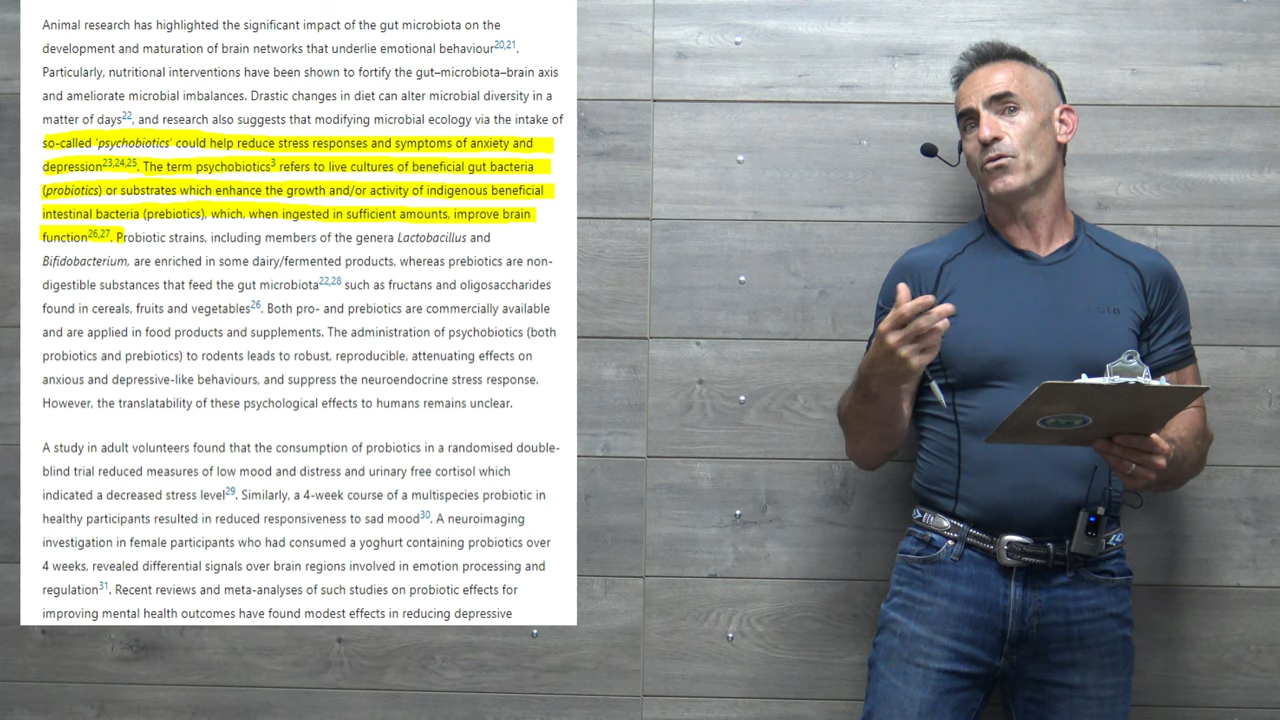 Animal research has highlighted the significant impact of the gut microbiota on the
development and maturation of brain networks that underlie emotional behaviour20,21.
Particularly, nutritional interventions have been shown to fortify the gut–microbiota–brain axis
and ameliorate microbial imbalances. Drastic changes in diet can alter microbial diversity in a
matter of days22, and research also suggests that modifying microbial ecology via the intake of
so-called 'psychobiotics' could help reduce stress responses and symptoms of anxiety and
depression23,24,25. The term psychobiotics3 refers to live cultures of beneficial gut bacteria
(probiotics) or substrates which enhance the growth and/or activity of indigenous beneficial
intestinal bacteria (prebiotics), which, when ingested in sufficient amounts, improve brain
function26,27. Probiotic strains, including members of the genera Lactobacillus and
Bifidobacterium, are enriched in some dairy/fermented products, whereas prebiotics are non-
digestible substances that feed the gut microbiota22,28 such as fructans and oligosaccharides
found in cereals, fruits and vegetables26. Both pro- and prebiotics are commercially available
and are applied in food products and supplements. The administration of psychobiotics (both
probiotics and prebiotics) to rodents leads to robust, reproducible, attenuating effects on
anxious and depressive-like behaviours, and suppress the neuroendocrine stress response.
However, the translatability of these psychological effects to humans remains unclear.
A study in adult volunteers found that the consumption of probiotics in a randomised double-
blind trial reduced measures of low mood and distress and urinary free cortisol which
indicated a decreased stress level29. Similarly, a 4-week course of a multispecies probiotic in
healthy participants resulted in reduced responsiveness to sad mood30. A neuroimaging
investigation in female participants who had consumed a yoghurt containing probiotics over
4 weeks, revealed differential signals over brain regions involved in emotion processing and
regulation31. Recent reviews and meta-analyses of such studies on probiotic effects for
improving mental health outcomes have found modest effects in reducing depressive